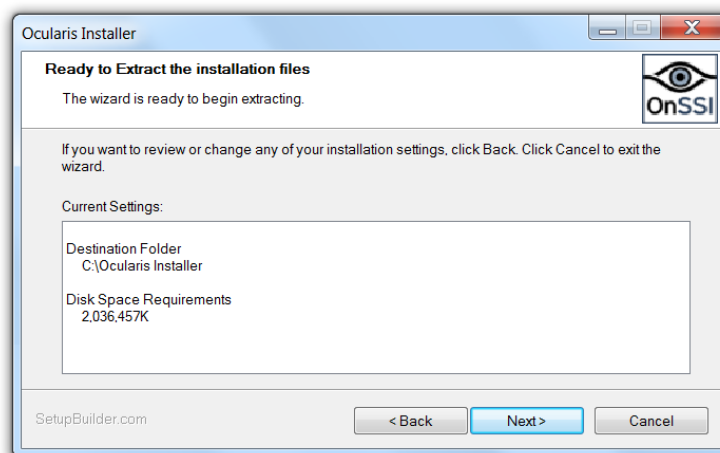 Ocularis Installer
Ready to Extract the installation files
The wizard is ready to begin extracting.
OnSSI
If you want to review or change any of your installation settings, click Back. Click Cancel to exit the
wizard.
Current Settings:
Destination Folder
C:\Ocularis Installer
Disk Space Requirements
2,036,457K
SetupBuilder.com
< Back
Next >
Cancel